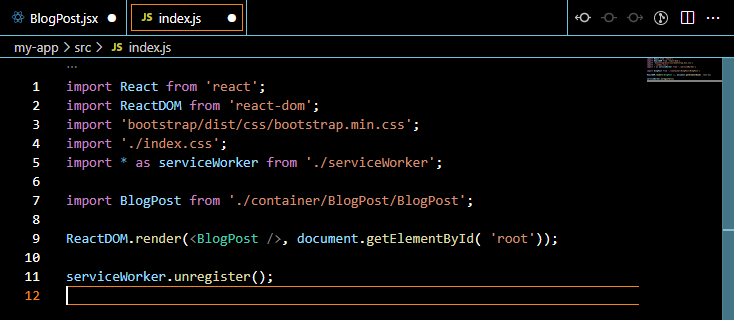 BlogPost.jsx
JS index.js
...
my-app > src > JS index.js
...
1 import React from 'react';
2 import ReactDOM from 'react-dom';
3 import 'bootstrap/dist/css/bootstrap.min.css';
4 import './index.css';
5 import * as serviceWorker from './serviceWorker';
6
7 import BlogPost from './container/BlogPost/BlogPost';
8
9 ReactDOM.render(<BlogPost />, document.getElementById( 'root'));
10
11 serviceWorker.unregister();
12